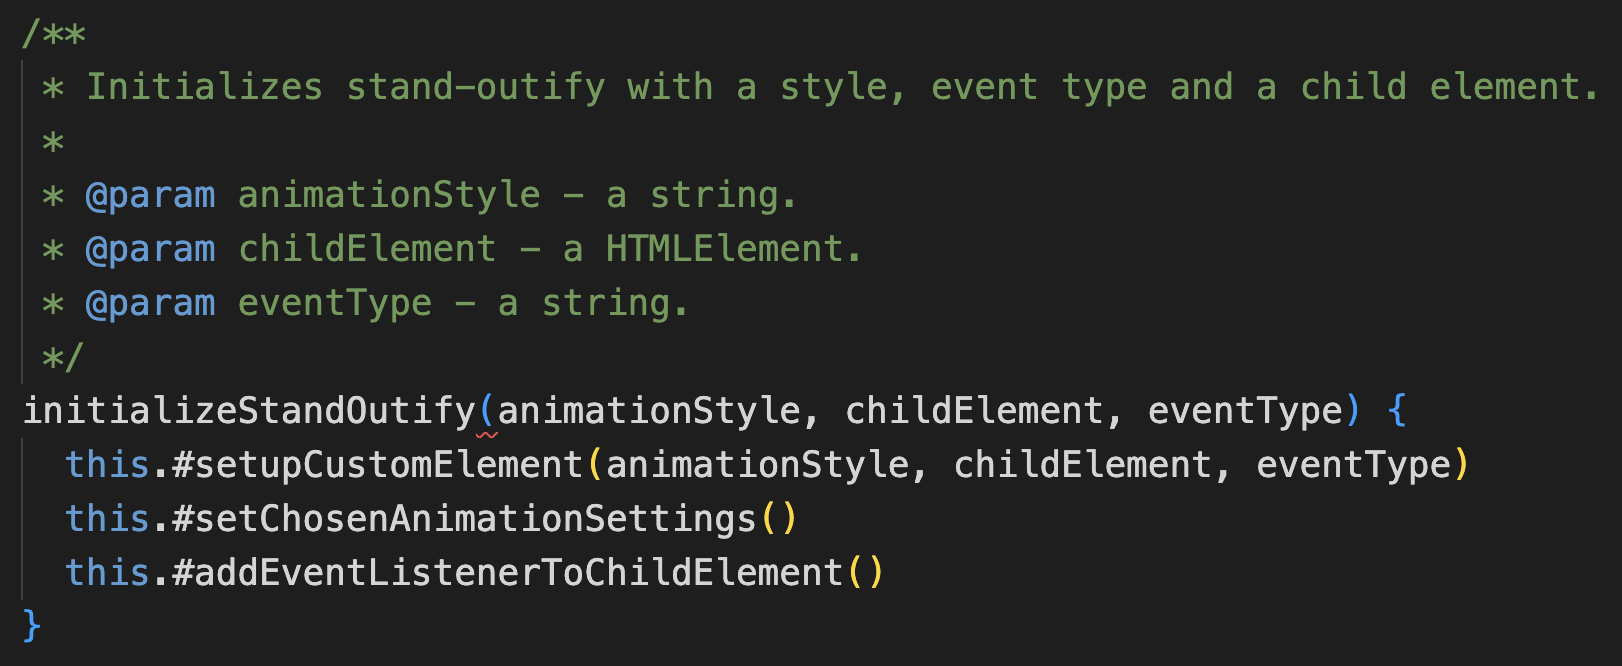 /**
 * Initializes stand-outify with a style, event type and a child element.
 *
 * @param animationStyle - a string.
 * @param childElement - a HTMLElement.
 * @param eventType - a string.
 */
initializeStandOutify(animationStyle, childElement, eventType) {
  this.#setupCustomElement(animationStyle, childElement, eventType)
  this.#setChosenAnimationSettings()
  this.#addEventListenerToChildElement()
}